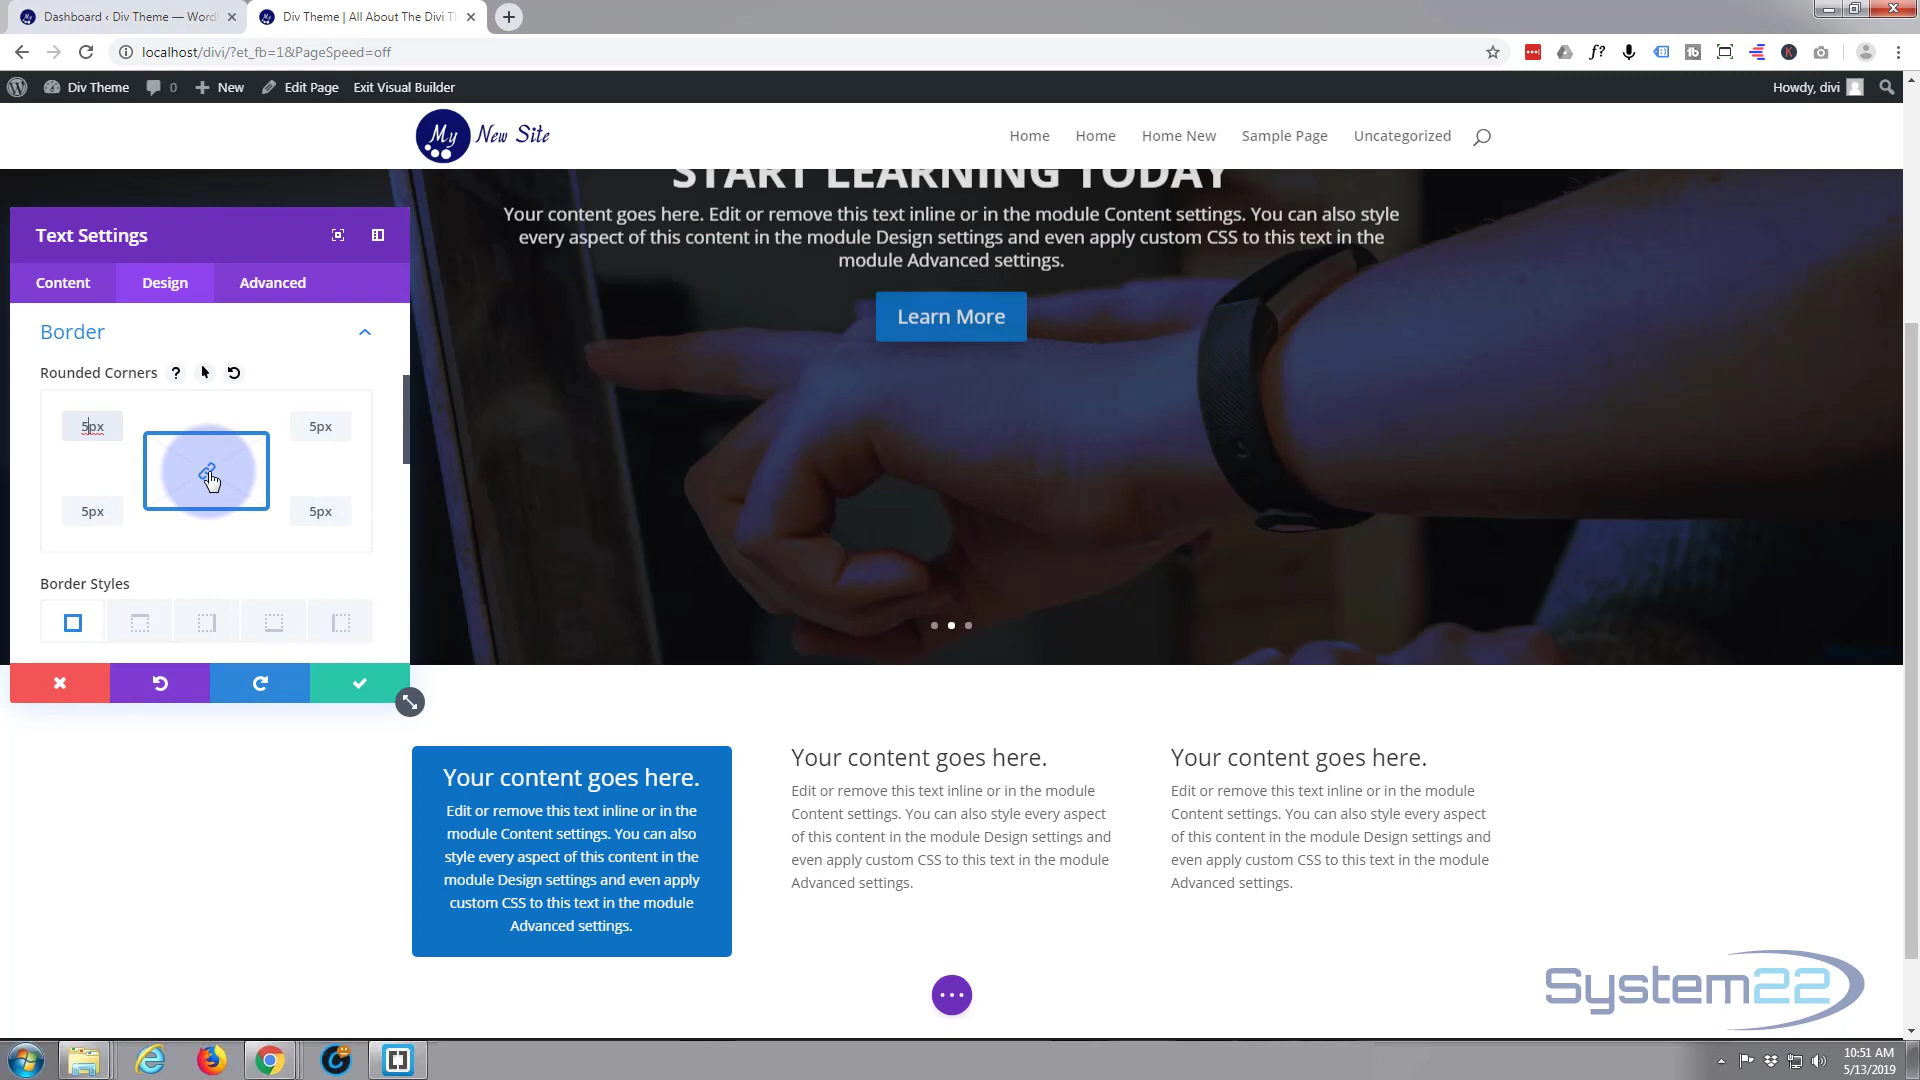 Dashboard ‹ Div Theme — Word
Div Theme | All About The Divi Th
localhost/divi/?et_fb=1&PageSpeed=off
f?
Div Theme
0
New
Edit Page
Exit Visual Builder
Howdy, divi
My New Site
Home
Home
Home New
Sample Page
Uncategorized
START LEARNING TODAY
Your content goes here. Edit or remove this text inline or in the module Content settings. You can also style
every aspect of this content in the module Design settings and even apply custom CSS to this text in the
module Advanced settings.
Learn More
Text Settings
Content
Design
Advanced
Border
Rounded Corners ?
5px
5px
5px
5px
Border Styles
Your content goes here.
Edit or remove this text inline or in the
module Content settings. You can also
style every aspect of this content in the
module Design settings and even apply
custom CSS to this text in the module
Advanced settings.
Your content goes here.
Edit or remove this text inline or in the module
Content settings. You can also style every aspect
of this content in the module Design settings and
even apply custom CSS to this text in the module
Advanced settings.
Your content goes here.
Edit or remove this text inline or in the module
Content settings. You can also style every aspect
of this content in the module Design settings and
even apply custom CSS to this text in the module
Advanced settings.
System22
10:51 AM
5/13/2019